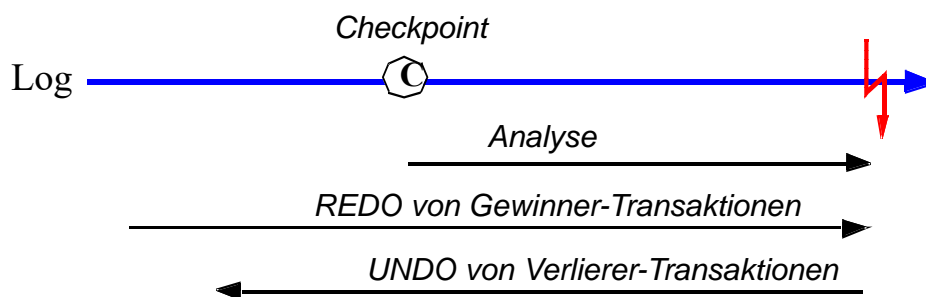 Checkpoint
Log
C
Analyse
REDO von Gewinner-Transaktionen
UNDO von Verlierer-Transaktionen